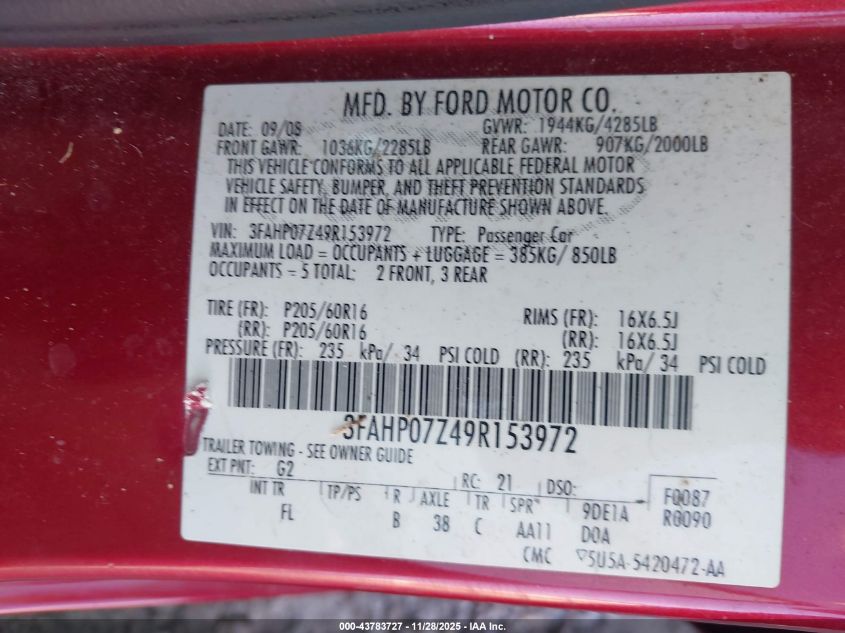 MFD. BY FORD MOTOR CO.
DATE: 09/08 GVWR: 1944KG/4285LB
FRONT GAWR: 1036KG/2285LB REAR GAWR: 907KG/2000LB
THIS VEHICLE CONFORMS TO ALL APPLICABLE FEDERAL MOTOR
VEHICLE SAFETY, BUMPER, AND THEFT PREVENTION STANDARDS
IN EFFECT ON THE DATE OF MANUFACTURE SHOWN ABOVE.
VIN: 3FAHP07Z49R153972 TYPE: Passenger Car
MAXIMUM LOAD = OCCUPANTS + LUGGAGE = 385KG/ 850LB
OCCUPANTS = 5 TOTAL: 2 FRONT, 3 REAR
TIRE (FR): P205/60R16 RIMS (FR): 16X6.5J
(RR): P205/60R16 (RR): 16X6.5J
PRESSURE (FR): 235 kPa/ 34 PSI COLD (RR): 235 kPa/ 34 PSI COLD
3FAHP07Z49R153972
TRAILER TOWING - SEE OWNER GUIDE
EXT PNT: G2 RC: 21 DSO: F0087
INT TR TP/PS R AXLE TR SPR* 9DE1A R0090
FL B 38 C AA11 DOA
CMC ▽5U5A-5420472-AA
000-43783727 - 11/28/2025 - IAA Inc.